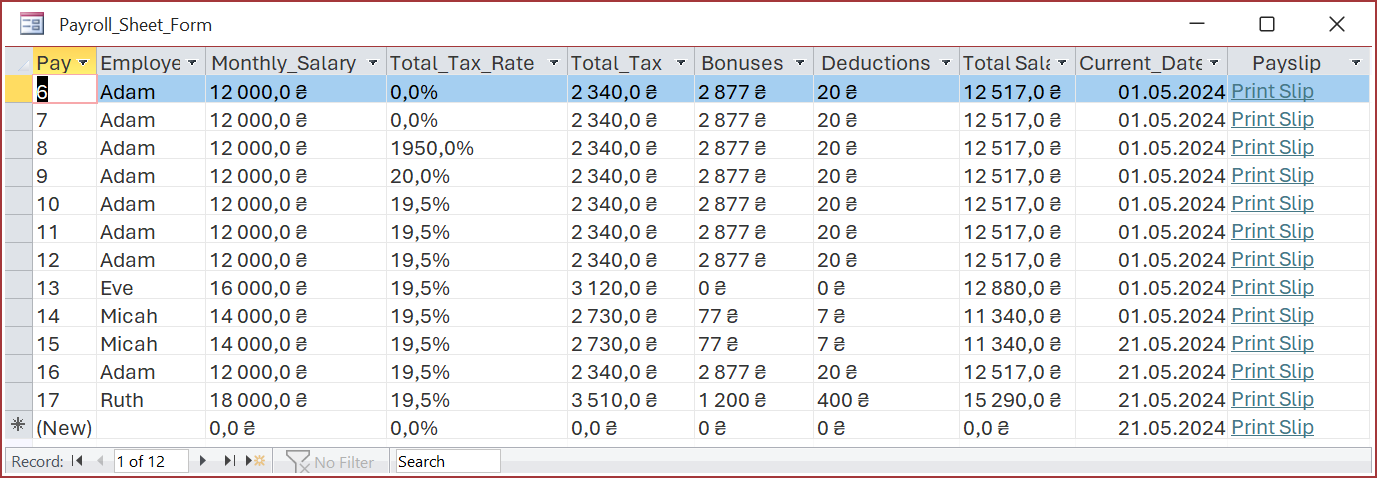 Payroll_Sheet_Form
Pay Employe Monthly_Salary Total_Tax_Rate Total_Tax Bonuses Deductions Total Sala Current_Date Payslip
6 Adam 12 000,0 ₴ 0,0% 2 340,0 ₴ 2 877 ₴ 20 ₴ 12 517,0 ₴ 01.05.2024 Print Slip
7 Adam 12 000,0 ₴ 0,0% 2 340,0 ₴ 2 877 ₴ 20 ₴ 12 517,0 ₴ 01.05.2024 Print Slip
8 Adam 12 000,0 ₴ 1950,0% 2 340,0 ₴ 2 877 ₴ 20 ₴ 12 517,0 ₴ 01.05.2024 Print Slip
9 Adam 12 000,0 ₴ 20,0% 2 340,0 ₴ 2 877 ₴ 20 ₴ 12 517,0 ₴ 01.05.2024 Print Slip
10 Adam 12 000,0 ₴ 19,5% 2 340,0 ₴ 2 877 ₴ 20 ₴ 12 517,0 ₴ 01.05.2024 Print Slip
11 Adam 12 000,0 ₴ 19,5% 2 340,0 ₴ 2 877 ₴ 20 ₴ 12 517,0 ₴ 01.05.2024 Print Slip
12 Adam 12 000,0 ₴ 19,5% 2 340,0 ₴ 2 877 ₴ 20 ₴ 12 517,0 ₴ 01.05.2024 Print Slip
13 Eve 16 000,0 ₴ 19,5% 3 120,0 ₴ 0 ₴ 0 ₴ 12 880,0 ₴ 01.05.2024 Print Slip
14 Micah 14 000,0 ₴ 19,5% 2 730,0 ₴ 77 ₴ 7 ₴ 11 340,0 ₴ 01.05.2024 Print Slip
15 Micah 14 000,0 ₴ 19,5% 2 730,0 ₴ 77 ₴ 7 ₴ 11 340,0 ₴ 21.05.2024 Print Slip
16 Adam 12 000,0 ₴ 19,5% 2 340,0 ₴ 2 877 ₴ 20 ₴ 12 517,0 ₴ 21.05.2024 Print Slip
17 Ruth 18 000,0 ₴ 19,5% 3 510,0 ₴ 1 200 ₴ 400 ₴ 15 290,0 ₴ 21.05.2024 Print Slip
(New) 0,0 ₴ 0,0% 0,0 ₴ 0 ₴ 0 ₴ 0,0 ₴ 21.05.2024 Print Slip
Record: 1 of 12 No Filter Search